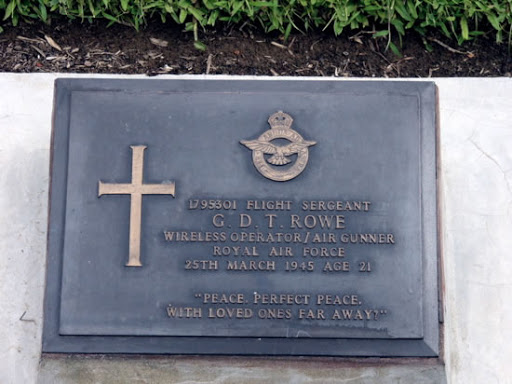 1795301 FLIGHT SERGEANT
G. D. T. ROWE
WIRELESS OPERATOR/AIR GUNNER
ROYAL AIR FORCE
25TH MARCH 1945 AGE 21
"PEACE, PERFECT PEACE,
WITH LOVED ONES FAR AWAY?"